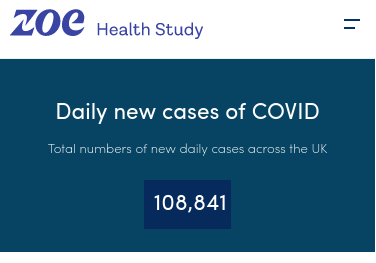 ZOE Health Study
Daily new cases of COVID
Total numbers of new daily cases across the UK
108,841